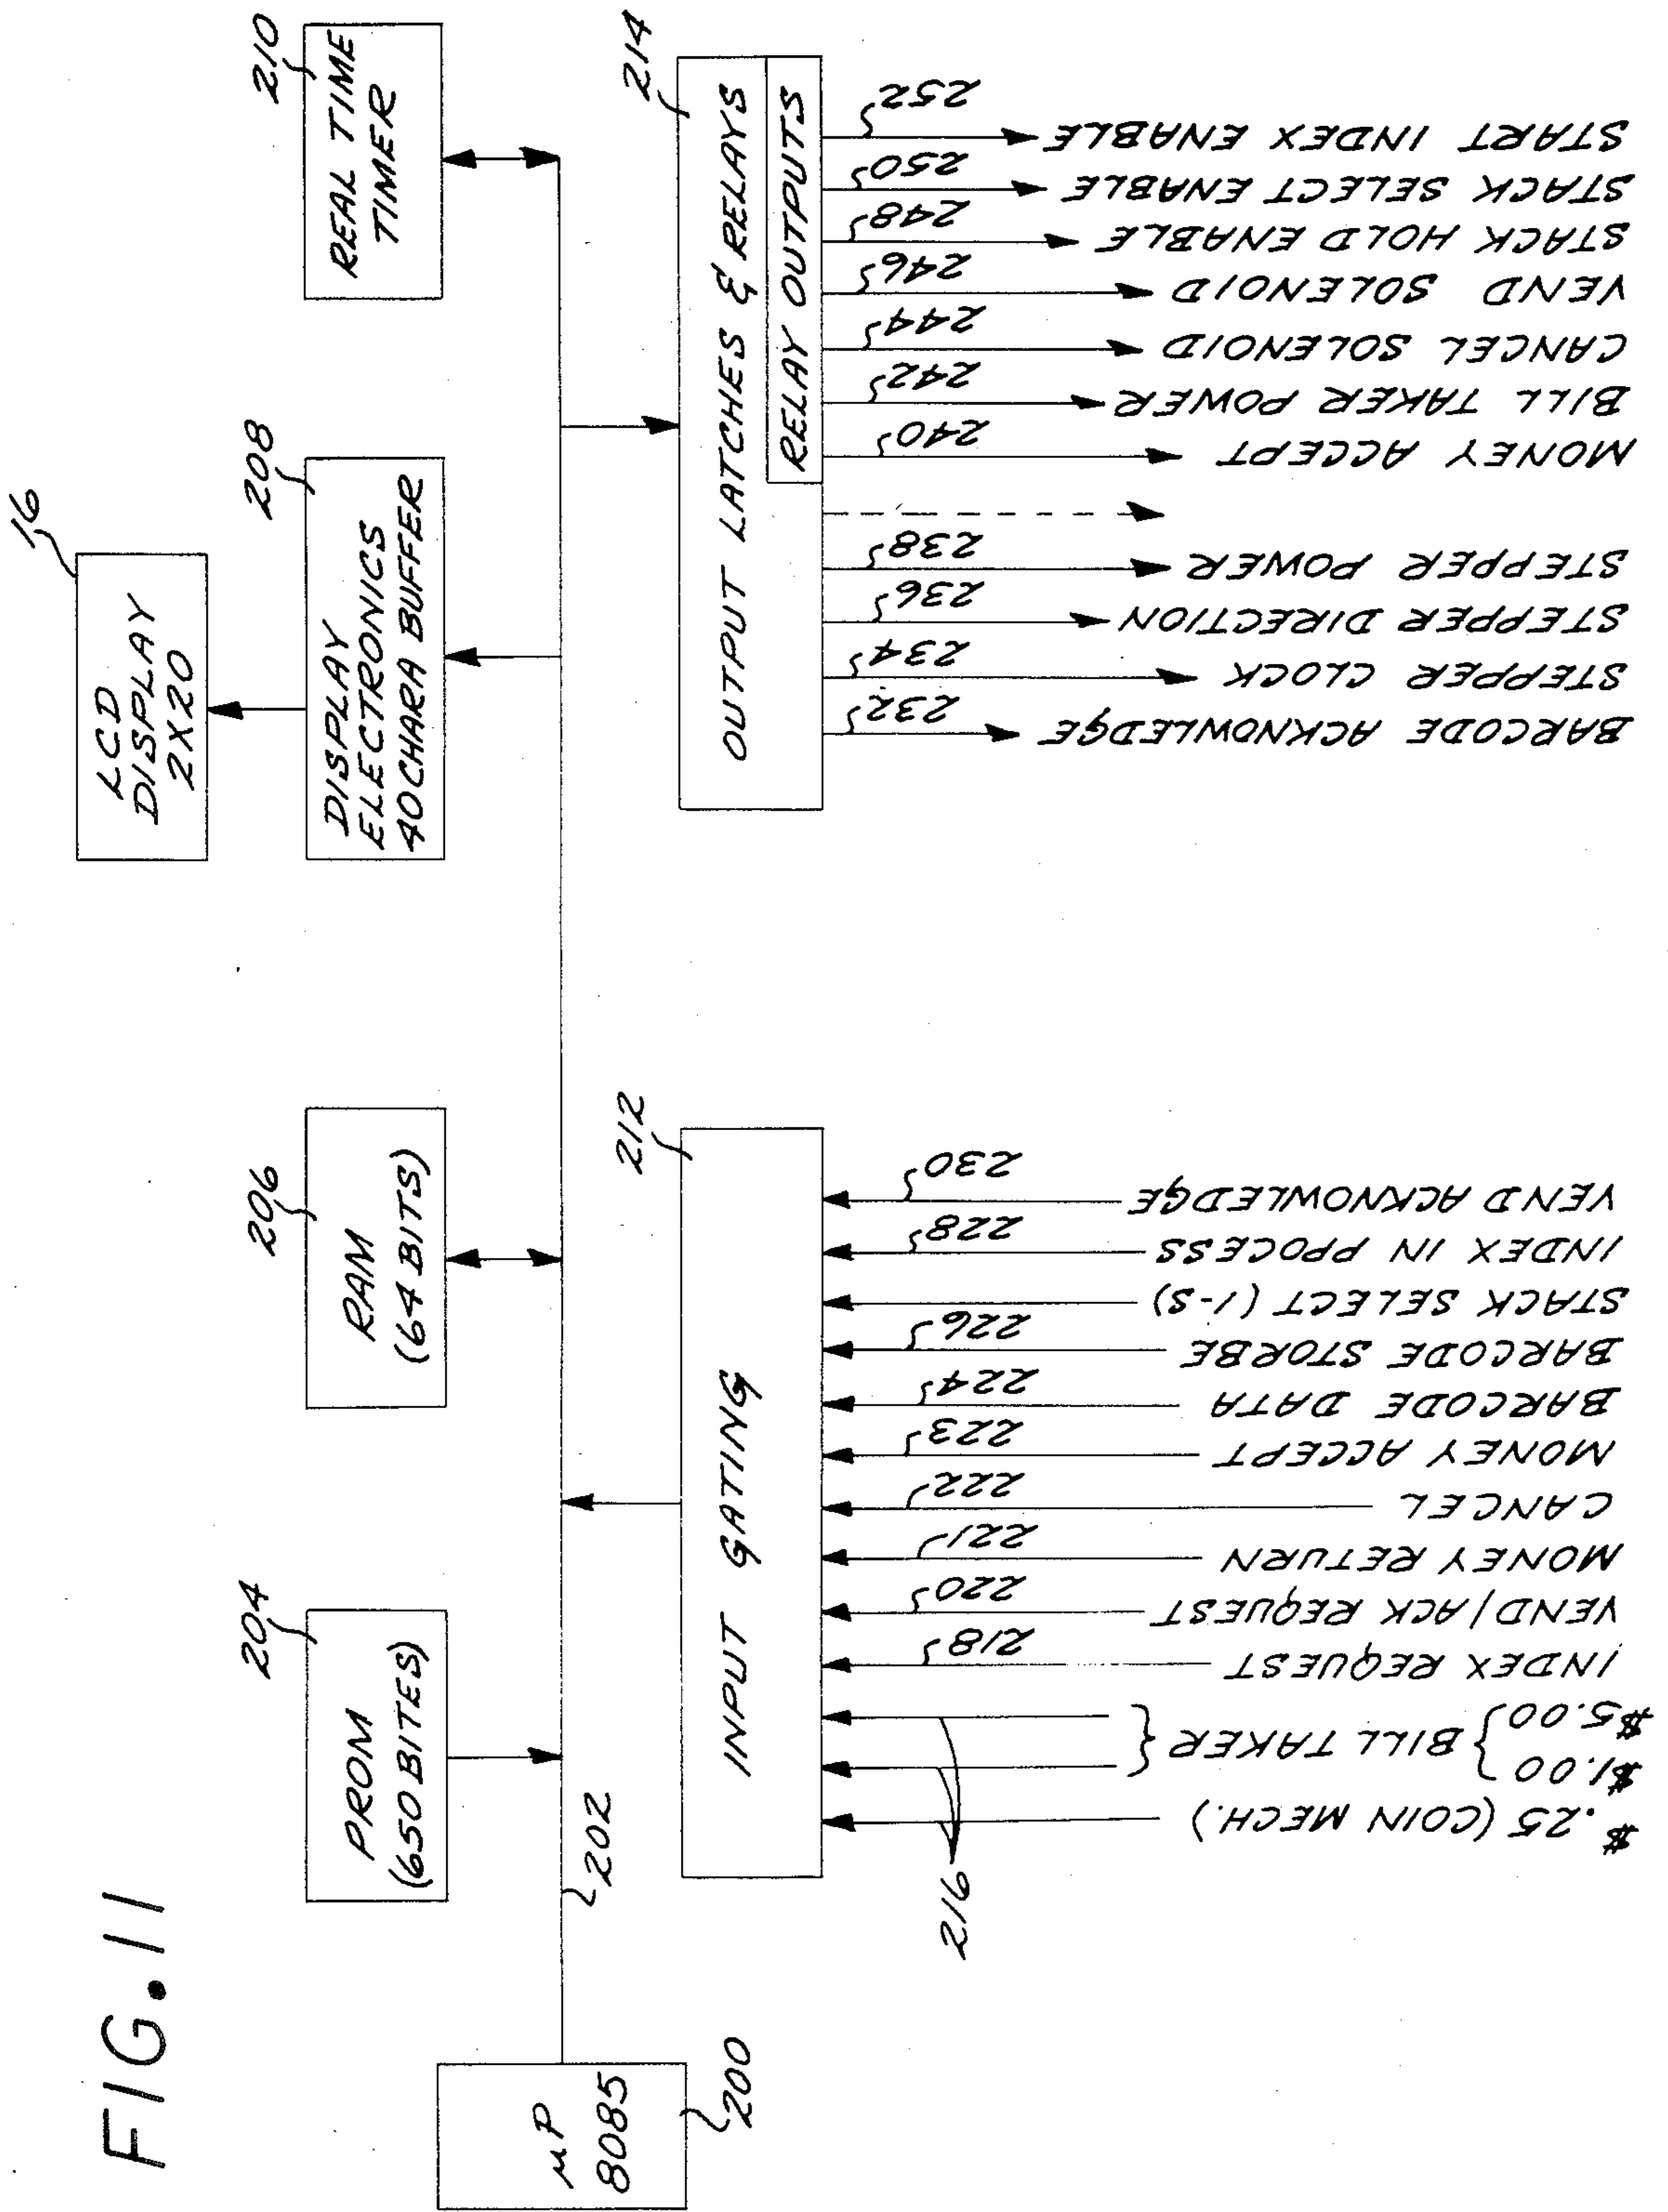 FIG. 11
μP
8085
200
202
PROM
(650 BITES)
204
RAM
(64 BITS)
206
LCD
DISPLAY
2X20
16
DISPLAY
ELECTRONICS
40 CHARA BUFFER
208
REAL TIME
TIMER
210
INPUT GATING
212
216
$.25 (COIN MECH.)
$1.00
$5.00
} BILL TAKER {
218
INDEX REQUEST
220
VEND/ACK REQUEST
221
MONEY RETURN
222
CANCEL
223
MONEY ACCEPT
224
BARCODE DATA
226
BARCODE STORBE
STACK SELECT (1-S)
228
INDEX IN PPOCESS
230
VEND ACKNOWLEDGE
OUTPUT LATCHES & RELAYS
RELAY OUTPUTS
214
232
BARCODE ACKNOWLEDGE
234
STEPPER CLOCK
236
STEPPER DIRECTION
238
STEPPER POWER
240
MONEY ACCEPT
242
BILL TAKER POWER
244
CANCEL SOLENOID
246
VEND SOLENOID
248
STACK HOLD ENABLE
250
STACK SELECT ENABLE
252
START INDEX ENABLE